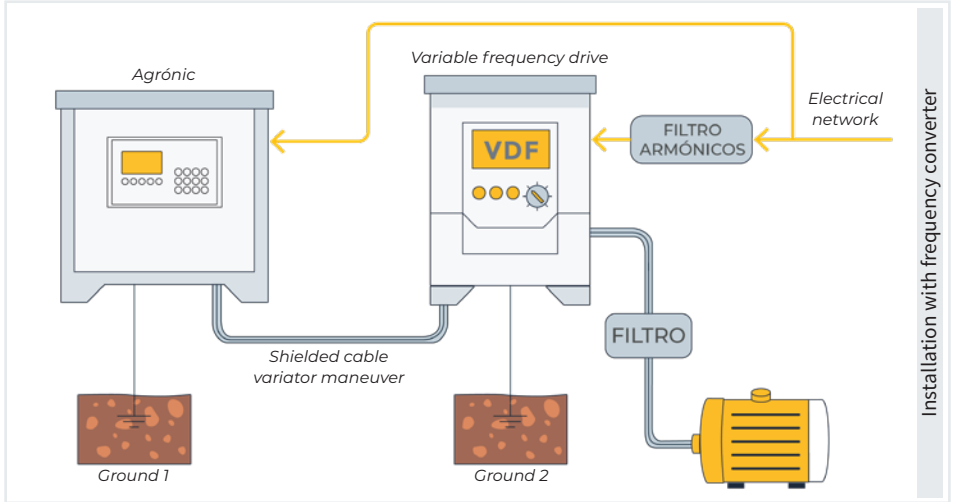 Variable frequency drive
Agrónic
Electrical
network
FILTRO
ARMÓNICOS
VDF
FILTRO
Shielded cable
variator maneuver
Ground 1
Ground 2
Installation with frequency converter